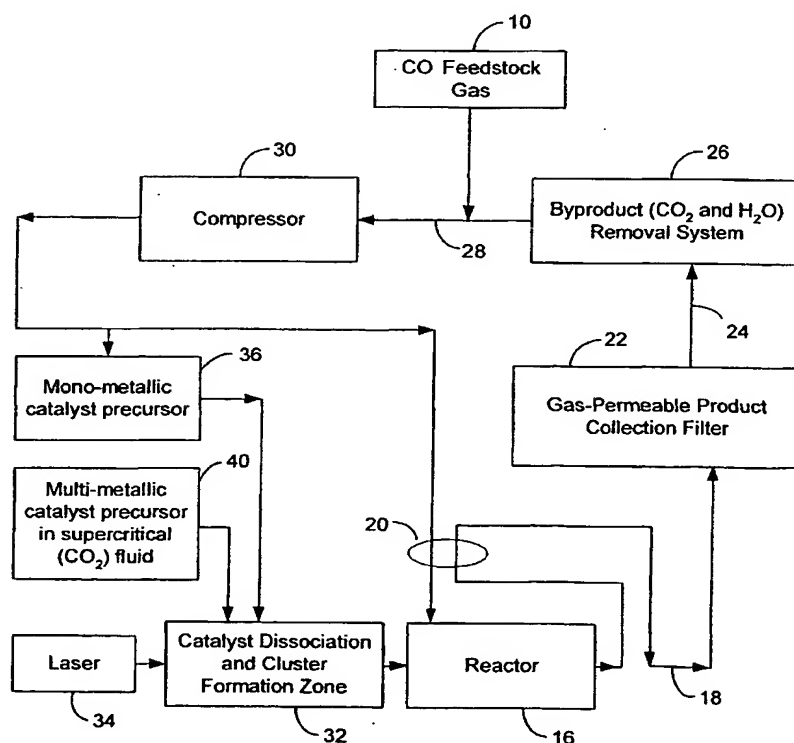 10
CO Feedstock
Gas
30
Compressor
26
Byproduct (CO₂ and H₂O)
Removal System
28
24
36
Mono-metallic
catalyst precursor
22
Gas-Permeable Product
Collection Filter
40
Multi-metallic
catalyst precursor
in supercritical
(CO₂) fluid
20
Laser
34
Catalyst Dissociation
and Cluster
Formation Zone
32
Reactor
16
18